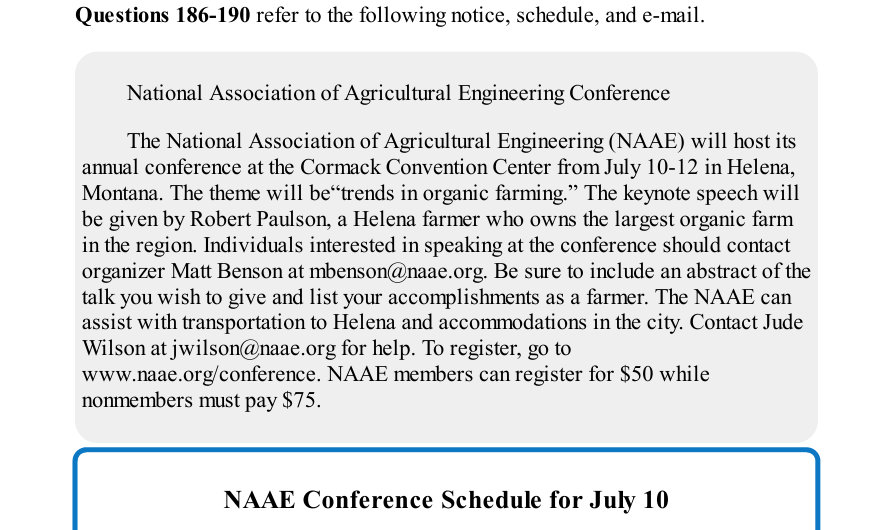 Questions 186-190 refer to the following notice, schedule, and e-mail.
National Association of Agricultural Engineering Conference
The National Association of Agricultural Engineering (NAAE) will host its
annual conference at the Cormack Convention Center from July 10-12 in Helena,
Montana. The theme will be“trends in organic farming.” The keynote speech will
be given by Robert Paulson, a Helena farmer who owns the largest organic farm
in the region. Individuals interested in speaking at the conference should contact
organizer Matt Benson at mbenson@naae.org. Be sure to include an abstract of the
talk you wish to give and list your accomplishments as a farmer. The NAAE can
assist with transportation to Helena and accommodations in the city. Contact Jude
Wilson at jwilson@naae.org for help. To register, go to
www.naae.org/conference. NAAE members can register for $50 while
nonmembers must pay $75.
NAAE Conference Schedule for July 10